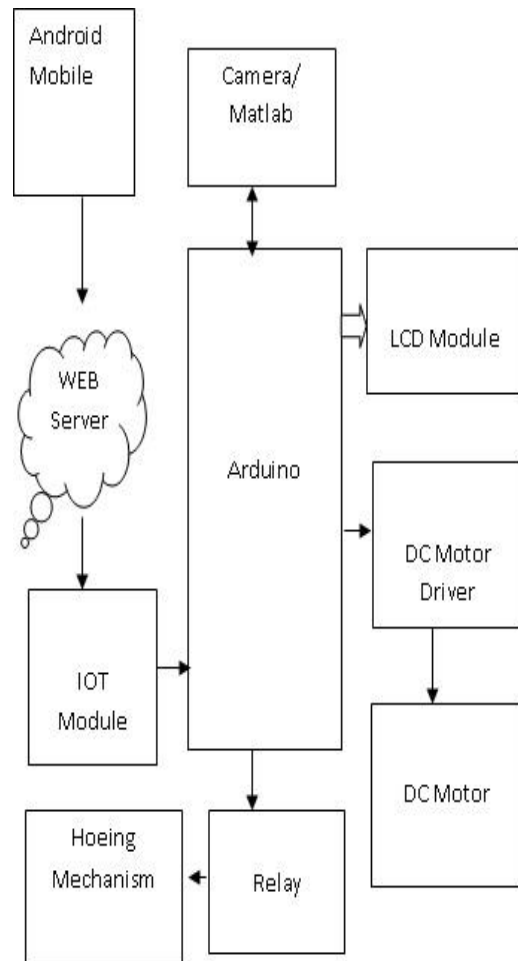 Android
Mobile
Camera/
Matlab
WEB
Server
Arduino
LCD Module
DC Motor
Driver
IOT
Module
DC Motor
Hoeing
Mechanism
Relay